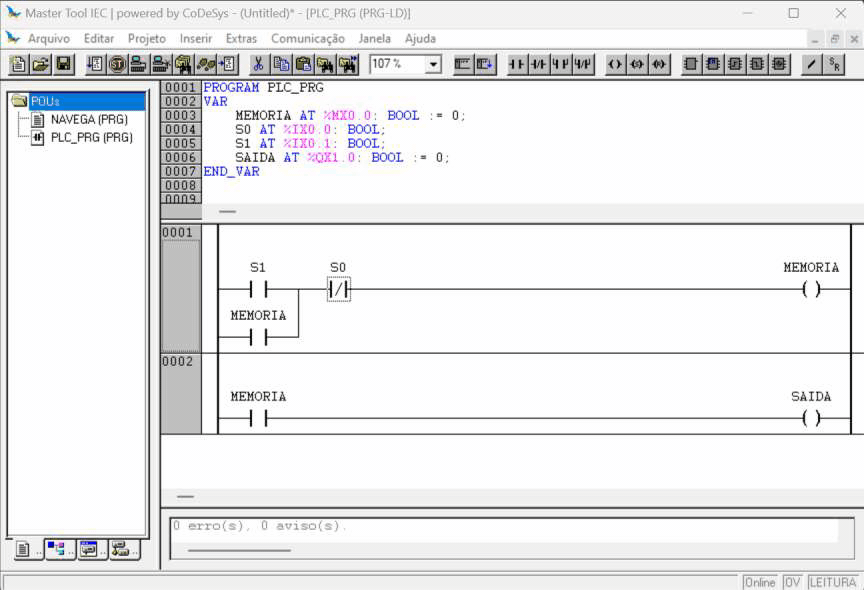 Master Tool IEC | powered by CoDeSys - (Untitled)* - [PLC_PRG (PRG-LD)]
Arquivo Editar Projeto Inserir Extras Comunicação Janela Ajuda
107 %
POUs
NAVEGA (PRG)
PLC_PRG (PRG)
0001 PROGRAM PLC_PRG
0002 VAR
0003 MEMORIA AT %MX0.0: BOOL := 0;
0004 S0 AT %IX0.0: BOOL;
0005 S1 AT %IX0.1: BOOL;
0006 SAIDA AT %QX1.0: BOOL := 0;
0007 END_VAR
0008
0009
0001
S1 S0 MEMORIA
MEMORIA
0002
MEMORIA SAIDA
0 erro(s), 0 aviso(s).
Online OV LEITURA